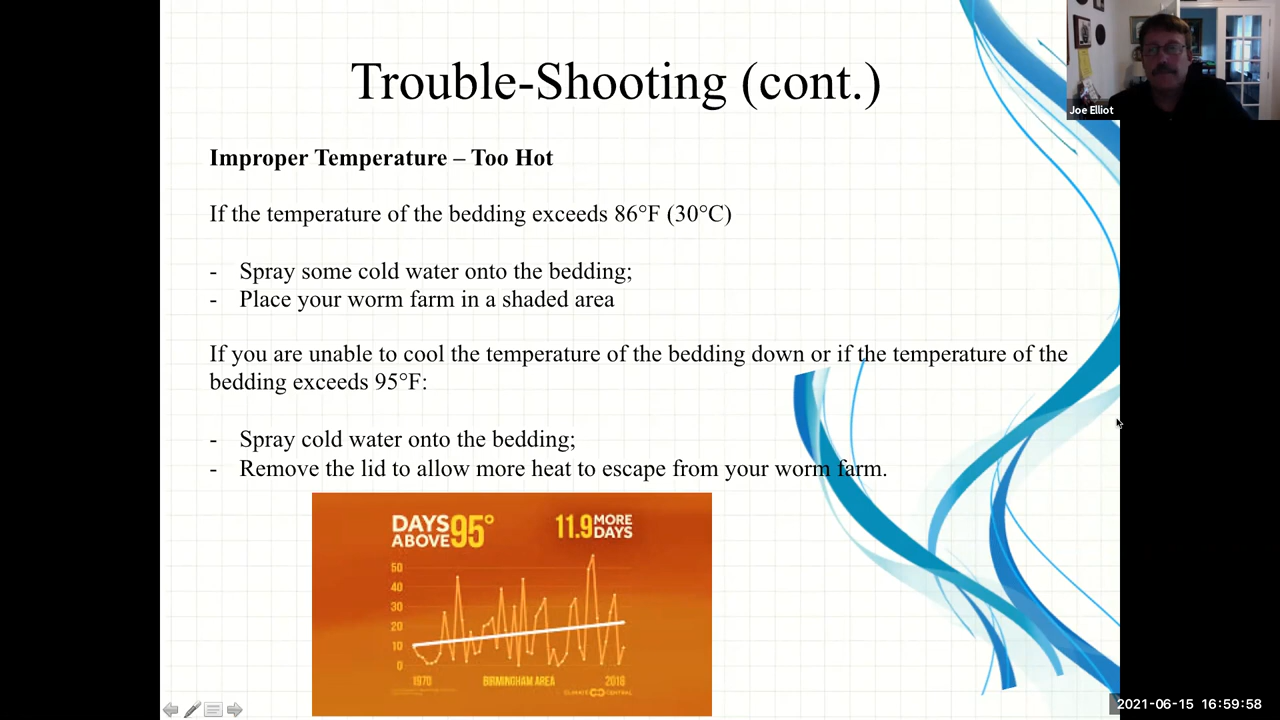 Trouble-Shooting (cont.)
Joe Elliot
Improper Temperature – Too Hot
If the temperature of the bedding exceeds 86°F (30°C)
- Spray some cold water onto the bedding;
- Place your worm farm in a shaded area
If you are unable to cool the temperature of the bedding down or if the temperature of the
bedding exceeds 95°F:
- Spray cold water onto the bedding;
- Remove the lid to allow more heat to escape from your worm farm.
DAYS ABOVE 95°
11.9 MORE DAYS
50
40
30
20
10
0
1970 BIRMINGHAM AREA 2018
CLIMATE CENTRAL
2021-06-15 16:59:58